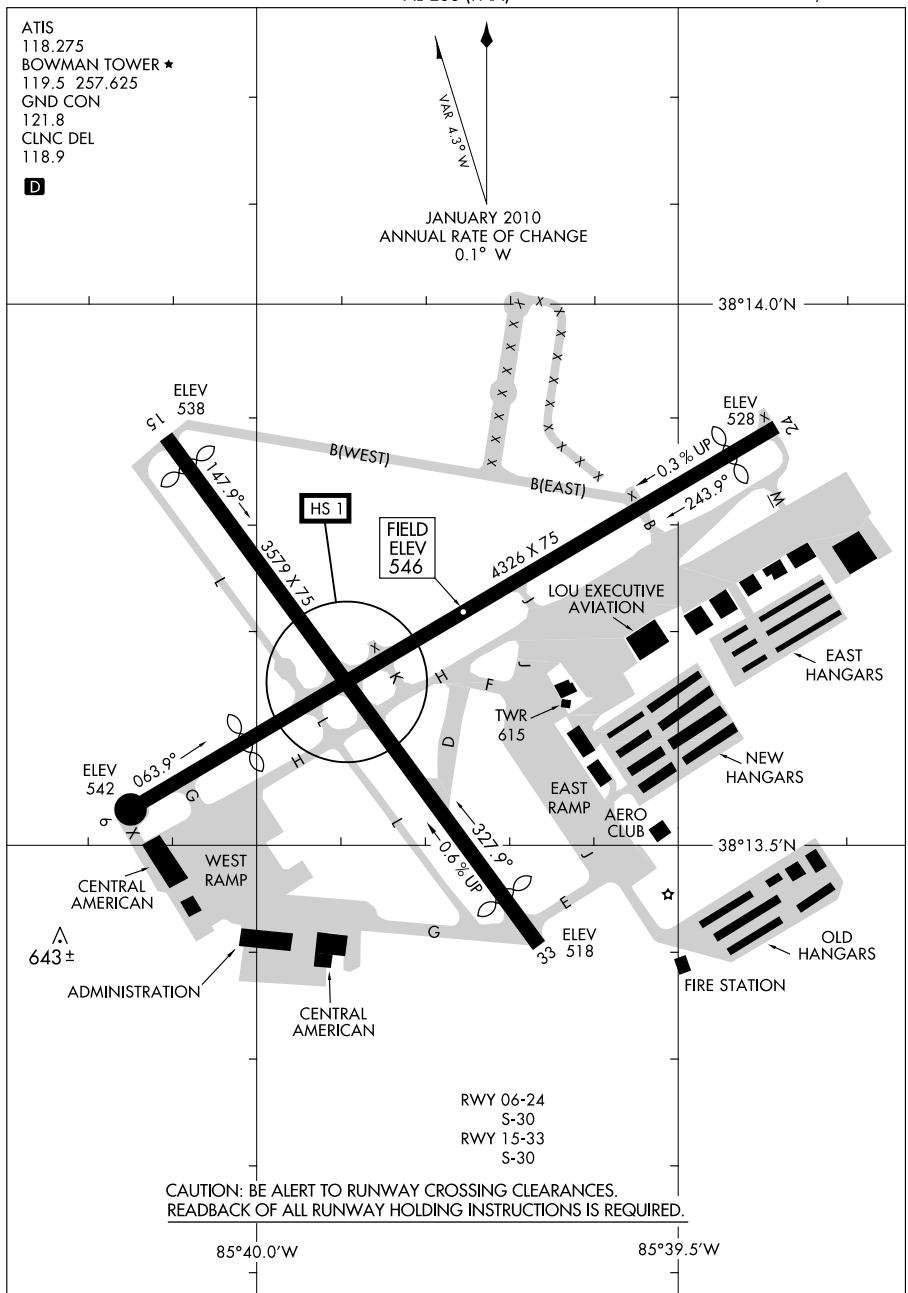 ATIS
118.275
BOWMAN TOWER ★
119.5 257.625
GND CON
121.8
CLNC DEL
118.9
D
VAR 4.3° W
JANUARY 2010
ANNUAL RATE OF CHANGE
0.1° W
38°14.0'N
ELEV
538
15
ELEV
528
24
B(WEST)
B(EAST)
0.3% UP
243.9°
147.9°
HS 1
FIELD
ELEV
546
B
W
3579 X 75
4326 X 75
L
J
LOU EXECUTIVE
AVIATION
EAST
HANGARS
K
H
F
J
L
TWR
615
D
H
063.9°
ELEV
542
G
6
X
NEW
HANGARS
EAST
RAMP
AERO
CLUB
L
327.9°
0.6% UP
J
38°13.5'N
WEST
RAMP
CENTRAL
AMERICAN
E
G
ELEV
518
33
643 ±
OLD
HANGARS
ADMINISTRATION
CENTRAL
AMERICAN
FIRE STATION
RWY 06-24
S-30
RWY 15-33
S-30
CAUTION: BE ALERT TO RUNWAY CROSSING CLEARANCES.
READBACK OF ALL RUNWAY HOLDING INSTRUCTIONS IS REQUIRED.
85°40.0'W
85°39.5'W